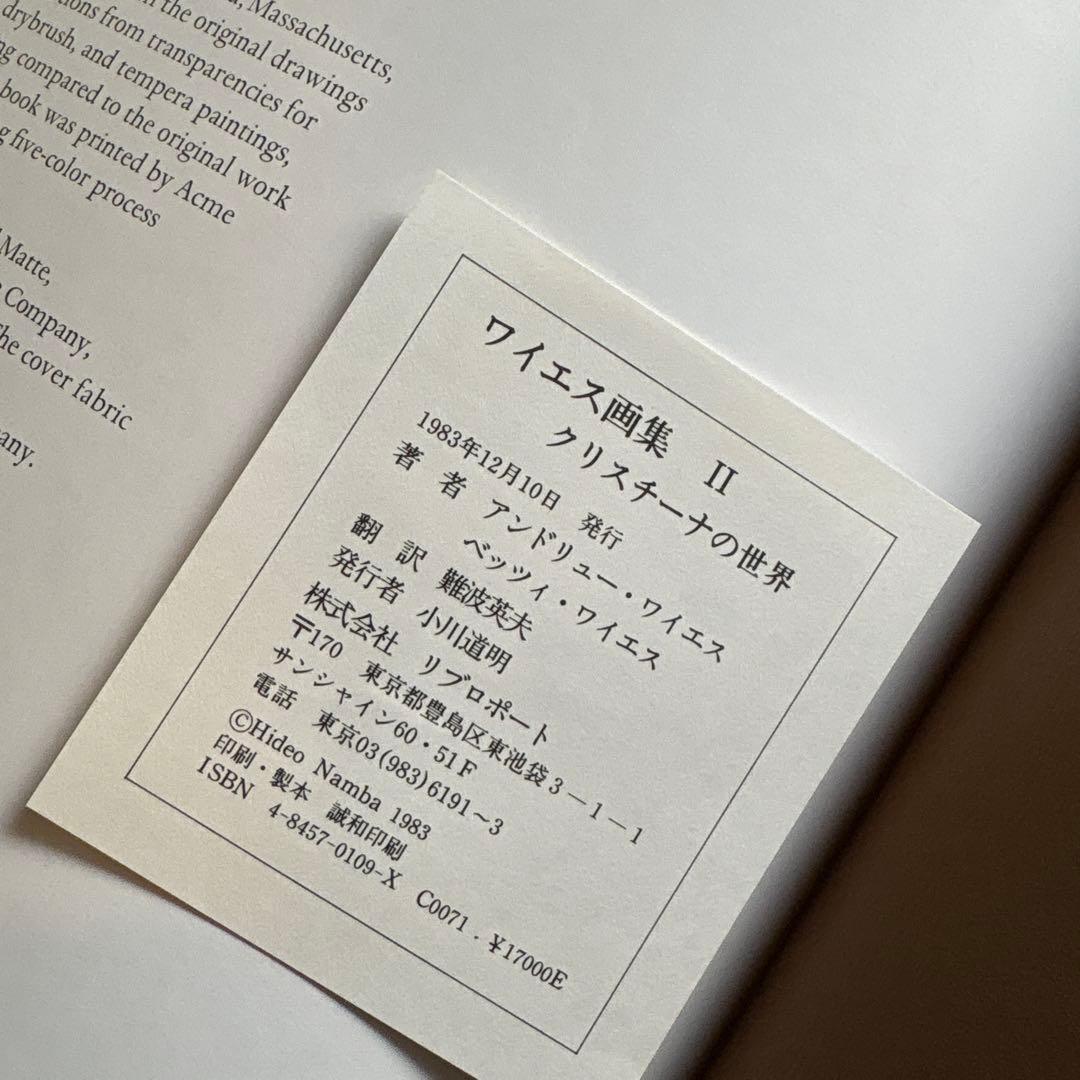 Massachusetts,
the original drawings
from transparencies for
drybrush, and tempera paintings,
compared to the original work
book was printed by Acme
five-color process
Matte,
Company,
the cover fabric
ワイエス画集 II
クリスチーナの世界
1983年12月10日 発行
著者 アンドリュー・ワイエス
ベッツィ・ワイエス
翻訳 難波英夫
発行者 小川道明
株式会社 リブロポート
〒170 東京都豊島区東池袋3-1-1
サンシャイン60・51F
電話 東京03(983)6191~3
©Hideo Namba 1983
印刷・製本 誠和印刷
ISBN 4-8457-0109-X C0071.¥17000E